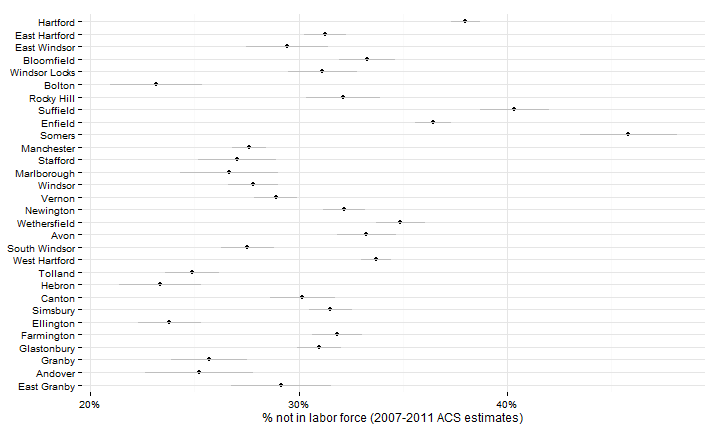 Hartford
East Hartford
East Windsor
Bloomfield
Windsor Locks
Bolton
Rocky Hill
Suffield
Enfield
Somers
Manchester
Stafford
Marlborough
Windsor
Vernon
Newington
Wethersfield
Avon
South Windsor
West Hartford
Tolland
Hebron
Canton
Simsbury
Ellington
Farmington
Glastonbury
Granby
Andover
East Granby
20% 30% 40%
% not in labor force (2007-2011 ACS estimates)